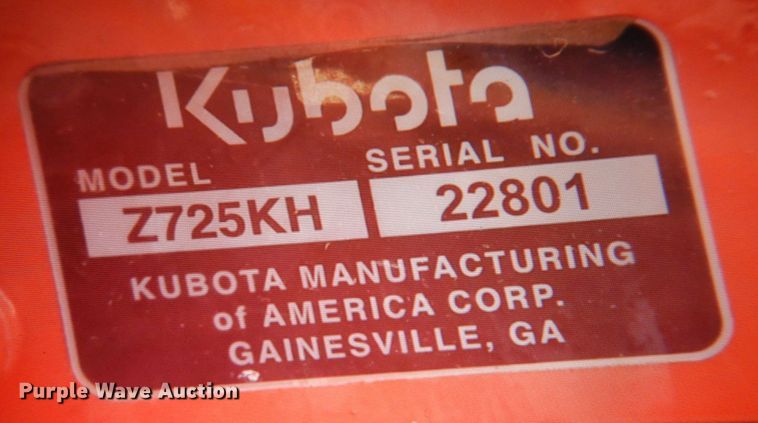 Kubota
MODEL SERIAL NO.
Z725KH 22801
KUBOTA MANUFACTURING
of AMERICA CORP.
GAINESVILLE, GA
Purple Wave Auction